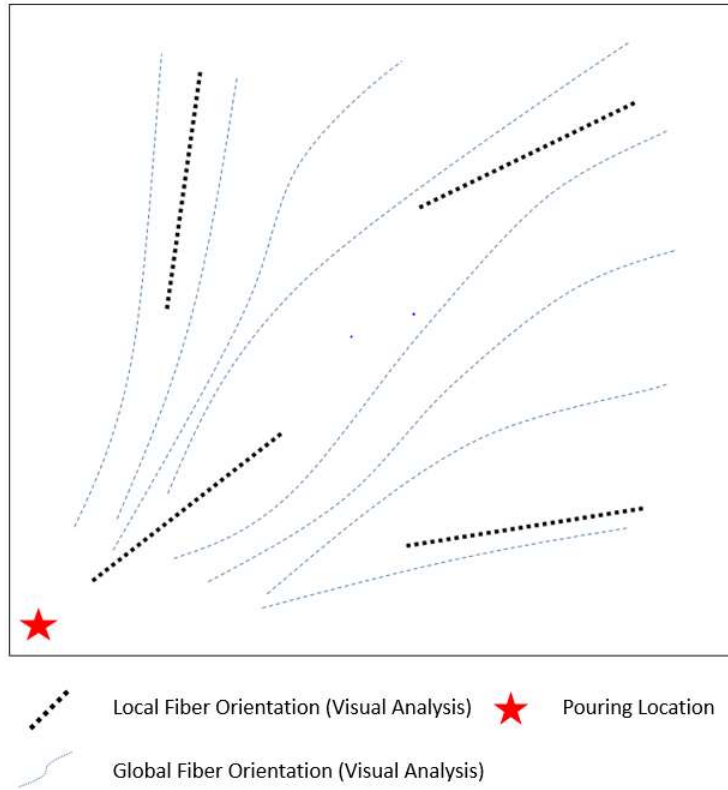 Local Fiber Orientation (Visual Analysis)
Pouring Location
Global Fiber Orientation (Visual Analysis)